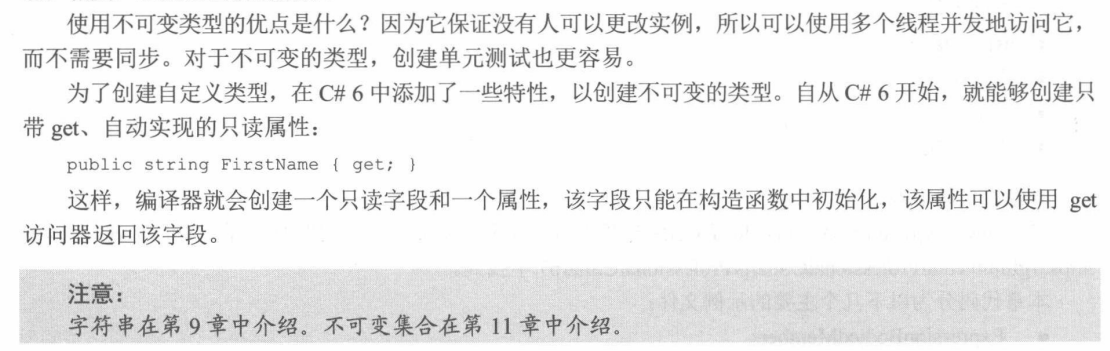 使用不可变类型的优点是什么？因为它保证没有人可以更改实例，所以可以使用多个线程并发地访问它，
而不需要同步。对于不可变的类型，创建单元测试也更容易。
为了创建自定义类型，在 C# 6 中添加了一些特性，以创建不可变的类型。自从 C# 6 开始，就能够创建只
带 get、自动实现的只读属性：
public string FirstName { get; }
这样，编译器就会创建一个只读字段和一个属性，该字段只能在构造函数中初始化，该属性可以使用 get
访问器返回该字段。
注意：
字符串在第 9 章中介绍。不可变集合在第 11 章中介绍。